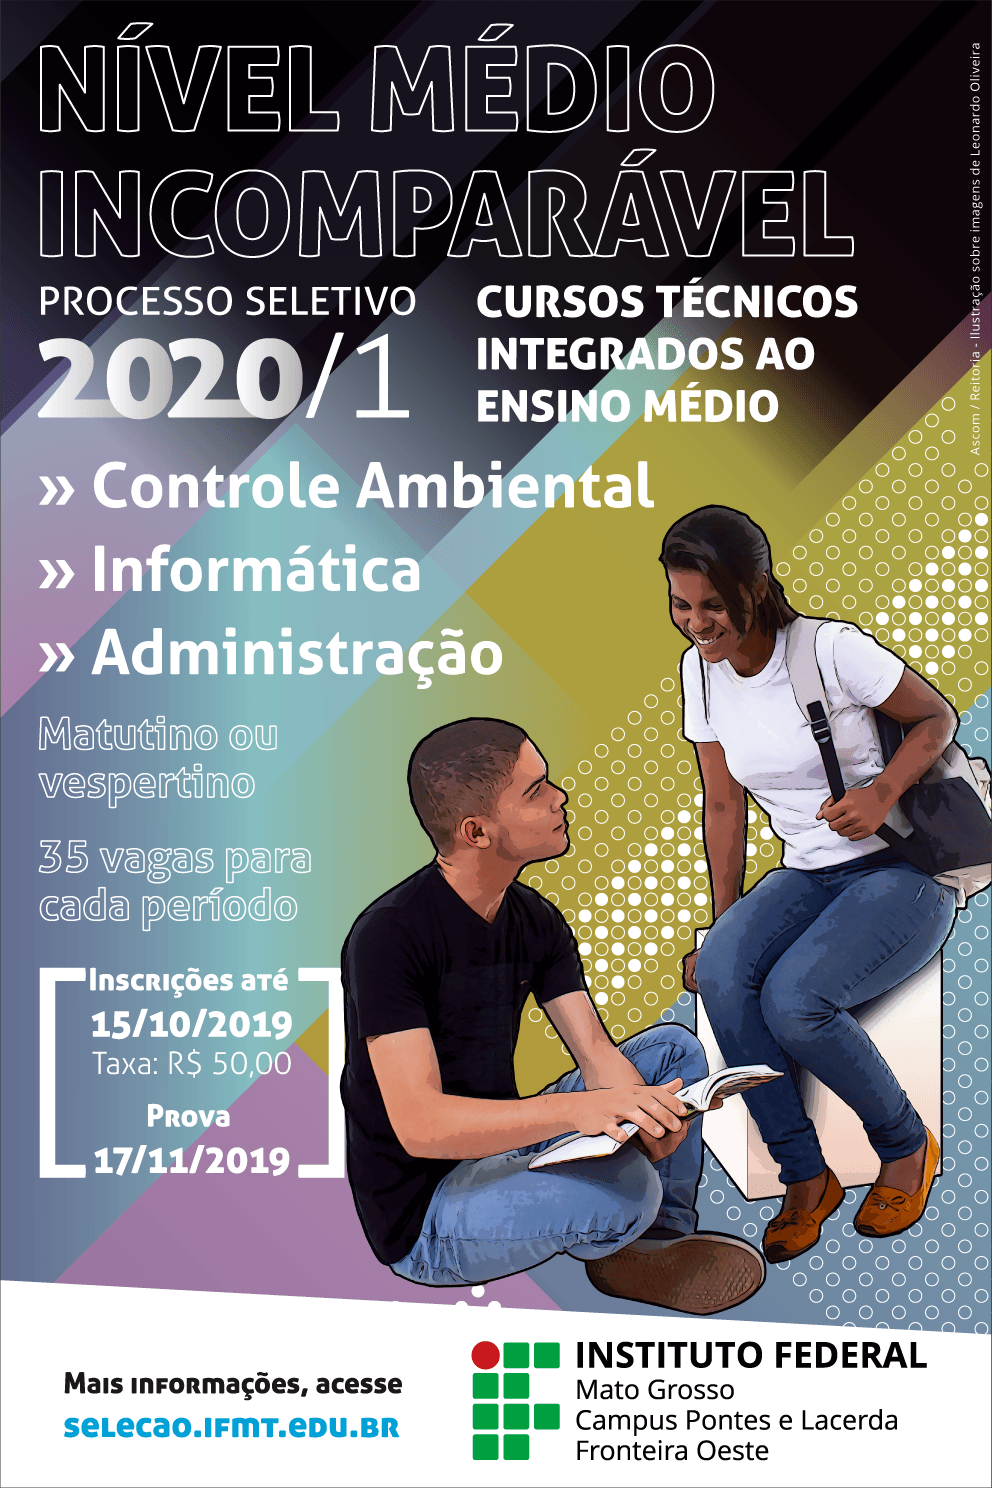 NÍVEL MÉDIO
INCOMPARÁVEL
PROCESSO SELETIVO
2020/1
CURSOS TÉCNICOS
INTEGRADOS AO
ENSINO MÉDIO
» Controle Ambiental
» Informática
» Administração
Matutino ou
vespertino
35 vagas para
cada período
Inscrições até
15/10/2019
Taxa: R$ 50,00
Prova
17/11/2019
Ascom / Reitoria - Ilustração sobre imagens de Leonardo Oliveira
Mais informações, acesse
selecao.ifmt.edu.br
INSTITUTO FEDERAL
Mato Grosso
Campus Pontes e Lacerda
Fronteira Oeste